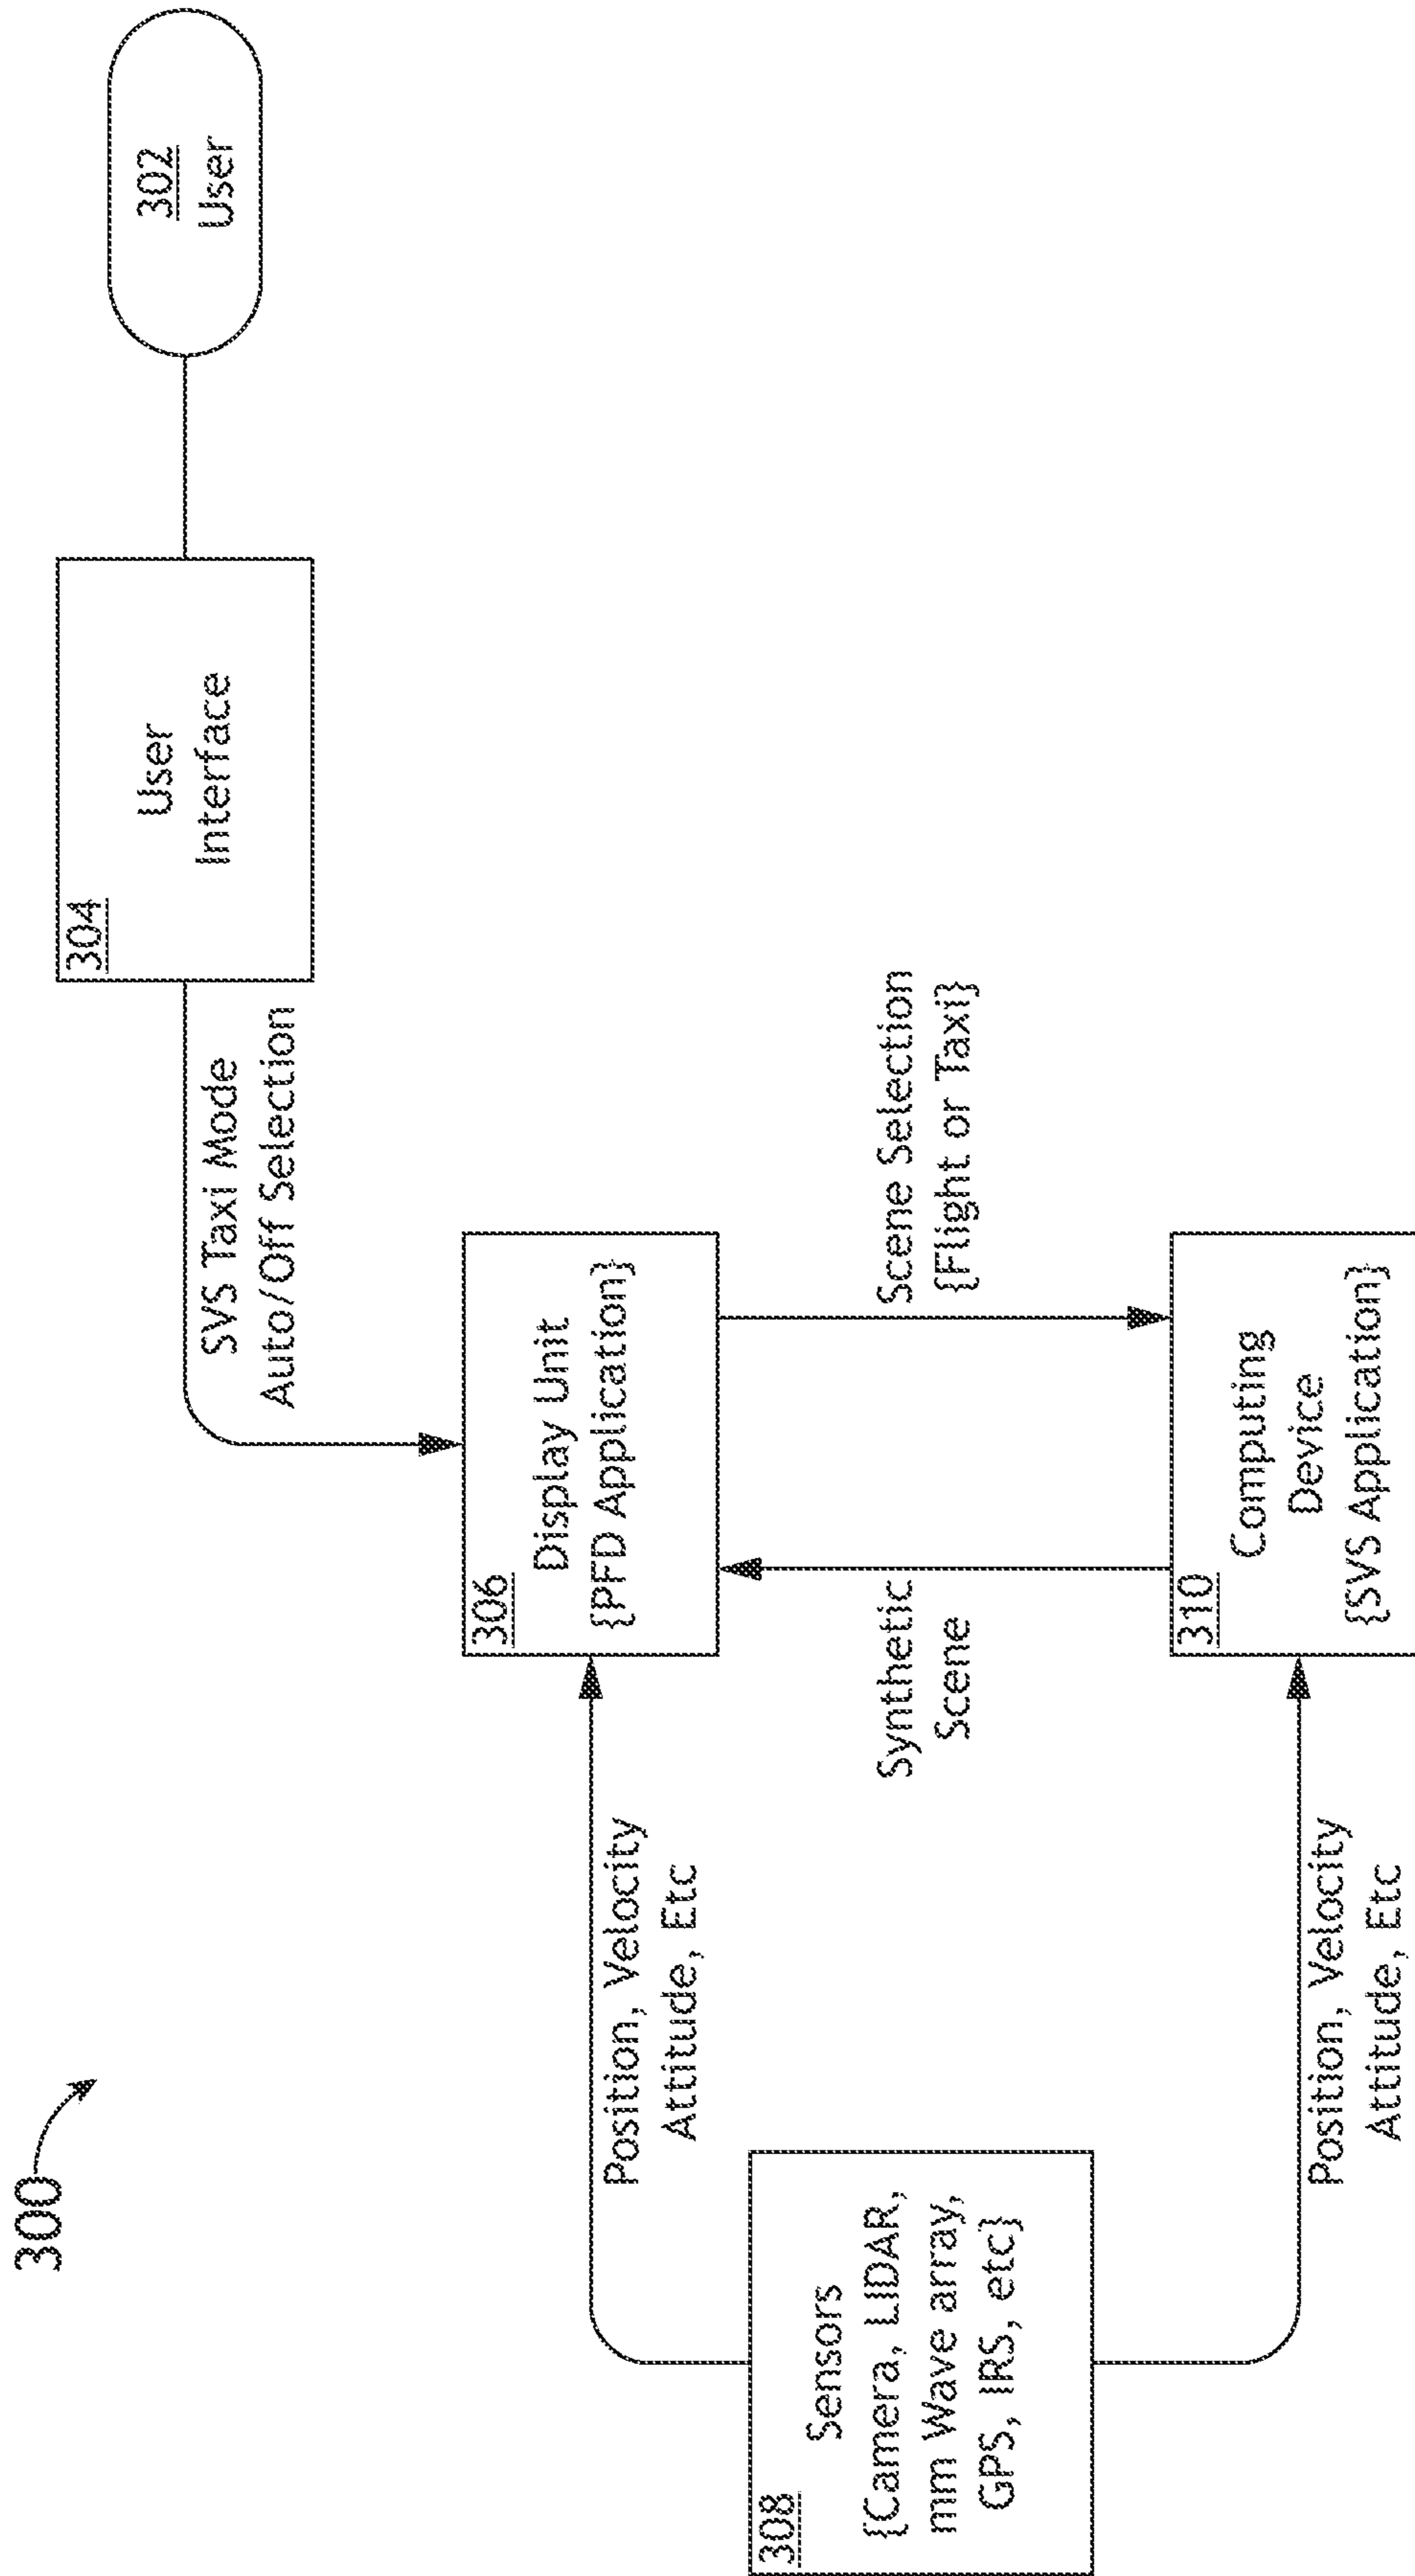 300
302
User
304
User
Interface
SVS Taxi Mode
Auto/Off Selection
306
Display Unit
{PFD Application}
Position, Velocity
Attitude, Etc
Synthetic
Scene
Scene Selection
{Flight or Taxi}
308
Sensors
{Camera, LIDAR,
mm Wave array,
GPS, IRS, etc}
310
Computing
Device
{SVS Application}
Position, Velocity
Attitude, Etc